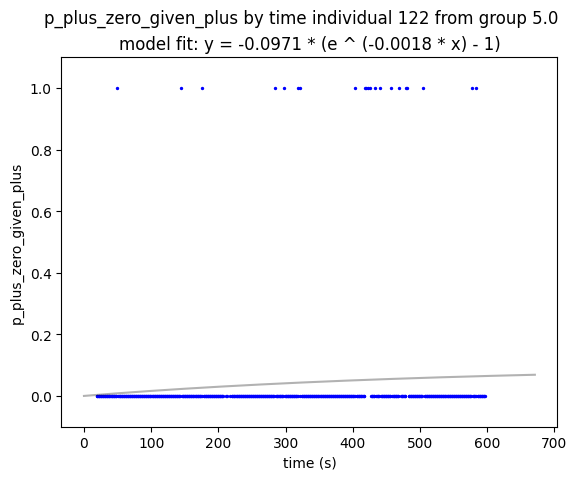 p_plus_zero_given_plus by time individual 122 from group 5.0
model fit: y = -0.0971 * (e ^ (-0.0018 * x) - 1)
1.0
0.8
0.6
0.4
0.2
0.0
p_plus_zero_given_plus
0 100 200 300 400 500 600 700
time (s)